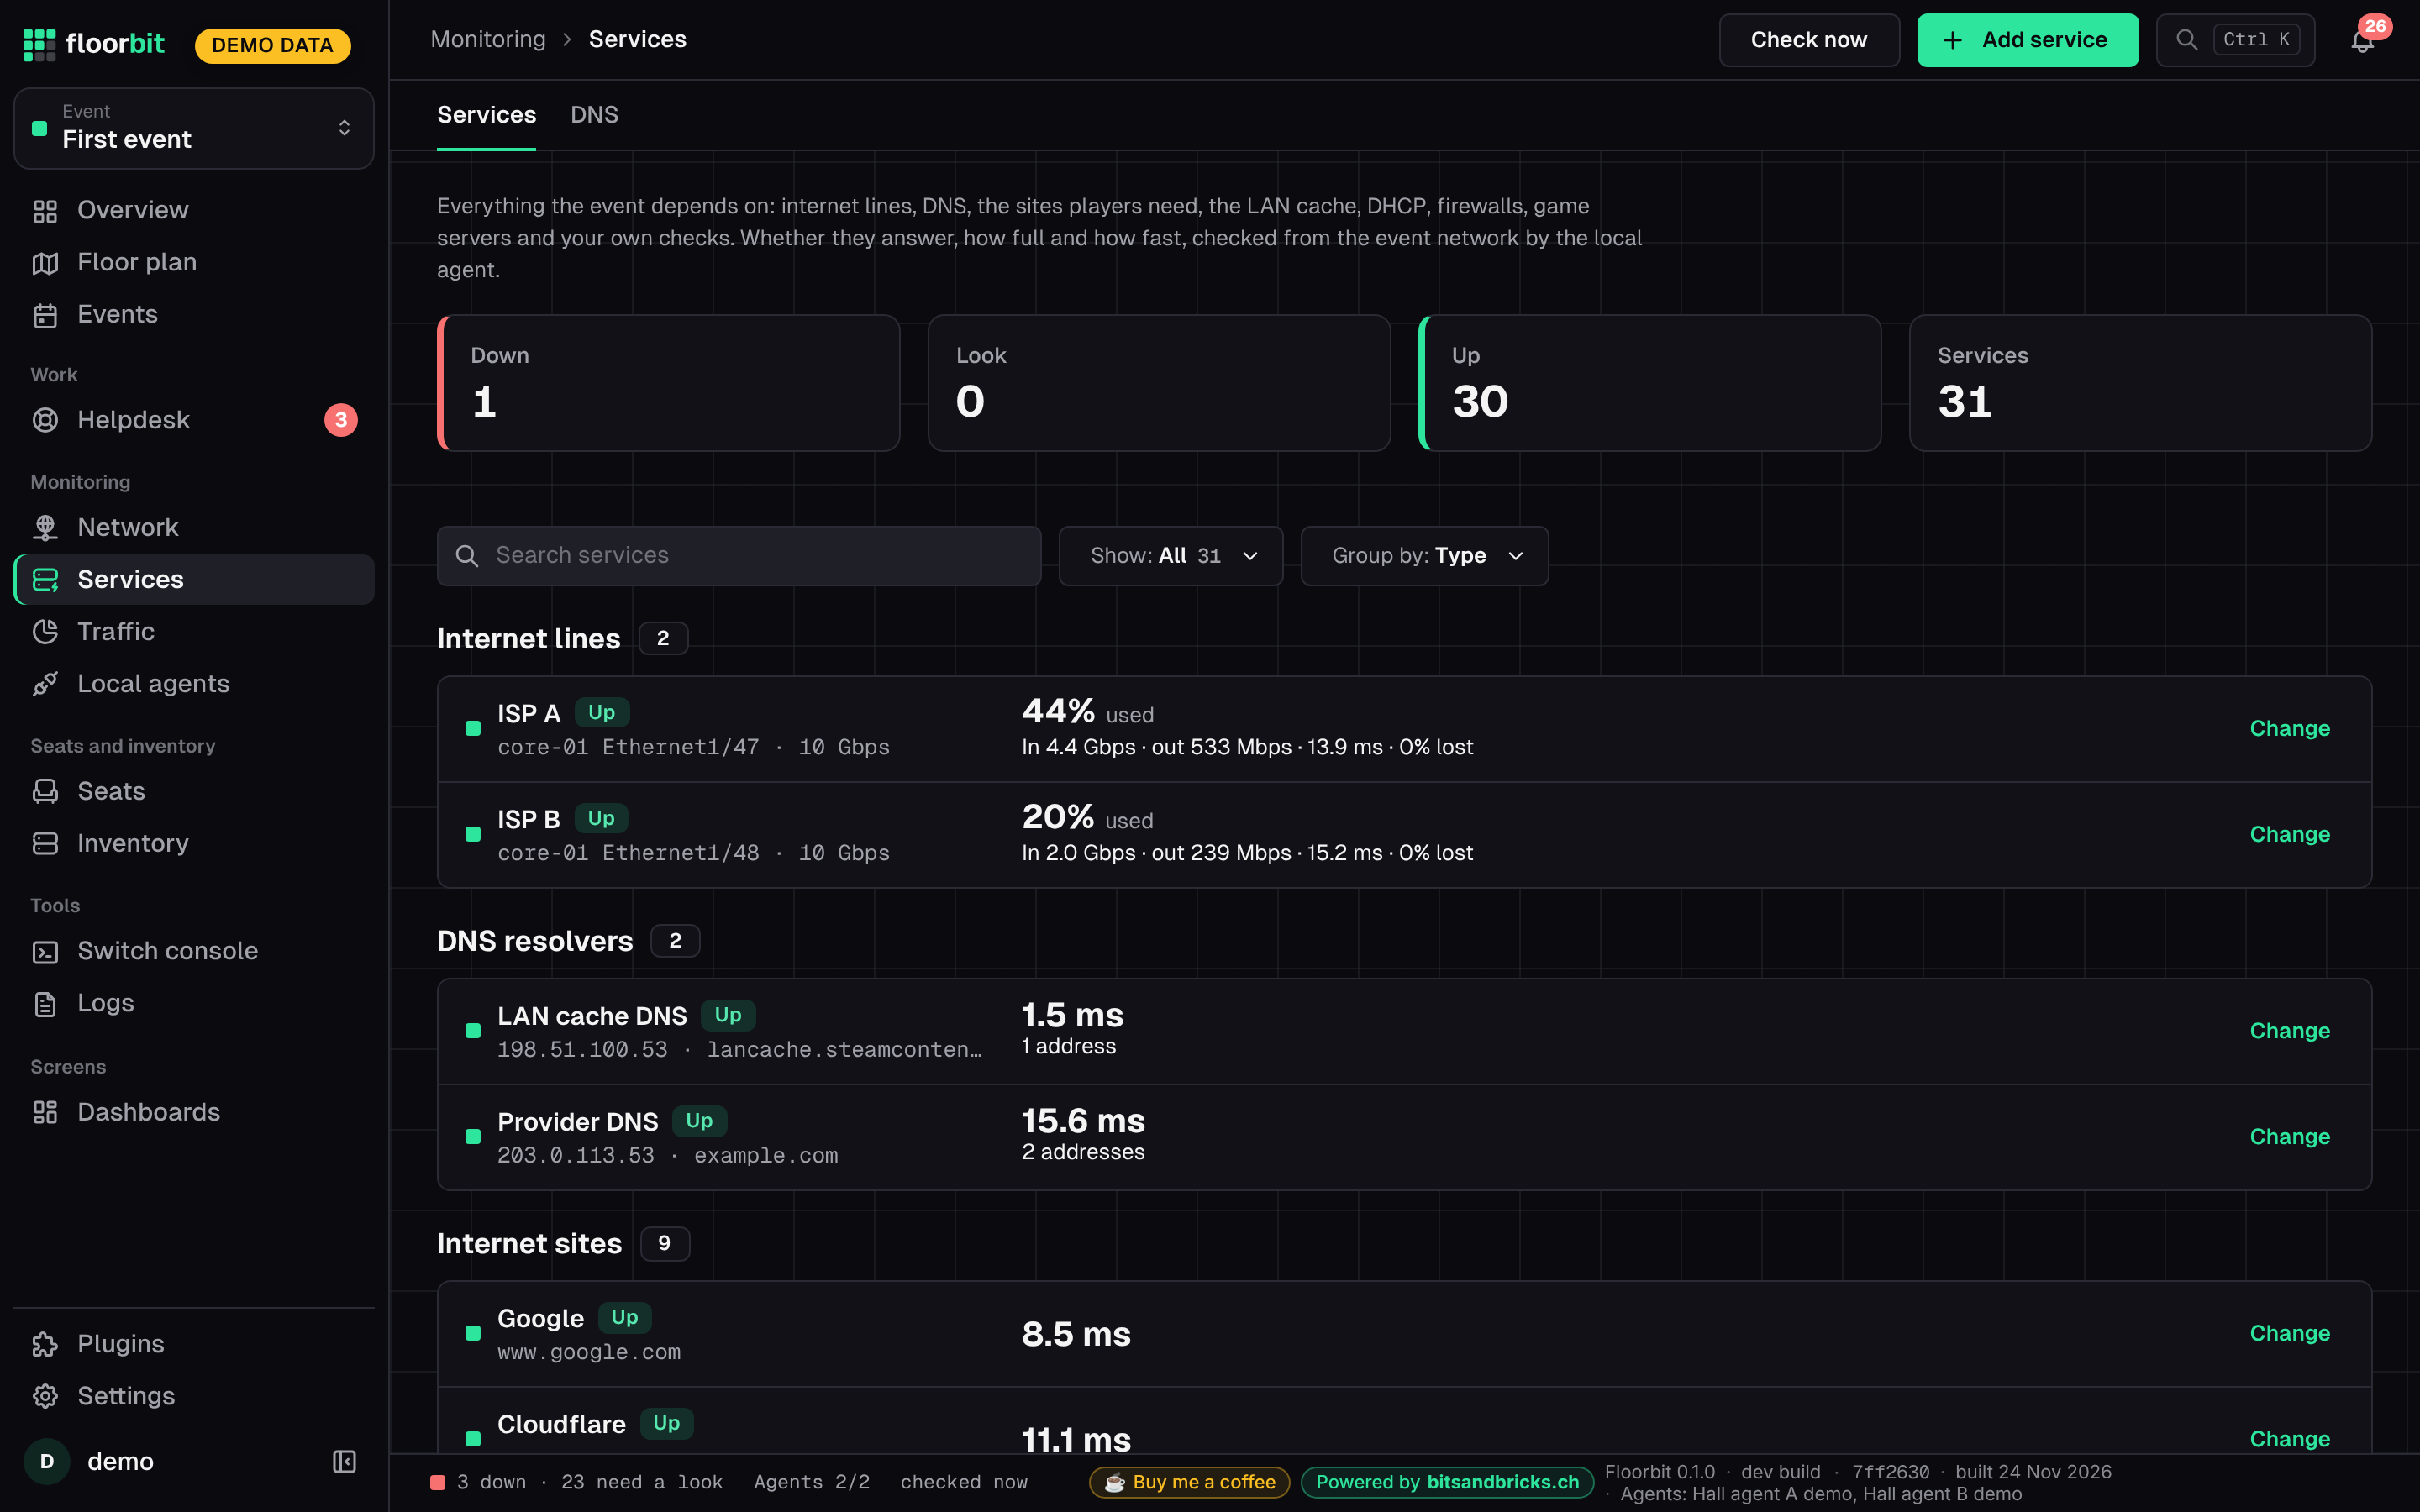 floorbit
DEMO DATA
Event
First event
Overview
Floor plan
Events
Work
Helpdesk
3
Monitoring
Network
Services
Traffic
Local agents
Seats and inventory
Seats
Inventory
Tools
Switch console
Logs
Screens
Dashboards
Plugins
Settings
D
demo
Monitoring
Services
Check now
+ Add service
Ctrl K
26
Services
DNS
Everything the event depends on: internet lines, DNS, the sites players need, the LAN cache, DHCP, firewalls, game
servers and your own checks. Whether they answer, how full and how fast, checked from the event network by the local
agent.
Down
1
Look
0
Up
30
Services
31
Search services
Show: All 31
Group by: Type
Internet lines 2
ISP A Up
core-01 Ethernet1/47 · 10 Gbps
44% used
In 4.4 Gbps · out 533 Mbps · 13.9 ms · 0% lost
Change
ISP B Up
core-01 Ethernet1/48 · 10 Gbps
20% used
In 2.0 Gbps · out 239 Mbps · 15.2 ms · 0% lost
Change
DNS resolvers 2
LAN cache DNS Up
198.51.100.53 · lancache.steamconten…
1.5 ms
1 address
Change
Provider DNS Up
203.0.113.53 · example.com
15.6 ms
2 addresses
Change
Internet sites 9
Google Up
www.google.com
8.5 ms
Change
Cloudflare Up
11.1 ms
Change
3 down · 23 need a look
Agents 2/2
checked now
Buy me a coffee
Powered by bitsandbricks.ch
Floorbit 0.1.0 · dev build · 7ff2630 · built 24 Nov 2026
· Agents: Hall agent A demo, Hall agent B demo